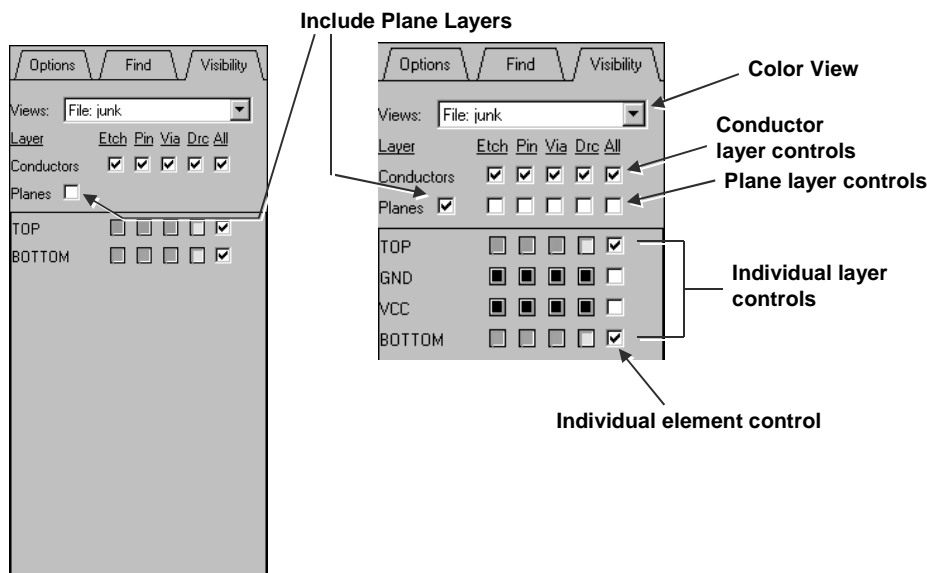 Include Plane Layers
Options Find Visibility
Views: File: junk
Layer Etch Pin Via Drc All
Conductors
Planes
TOP
BOTTOM
Options Find Visibility
Views: File: junk
Layer Etch Pin Via Drc All
Conductors
Planes
TOP
GND
VCC
BOTTOM
Color View
Conductor
layer controls
Plane layer controls
Individual layer
controls
Individual element control